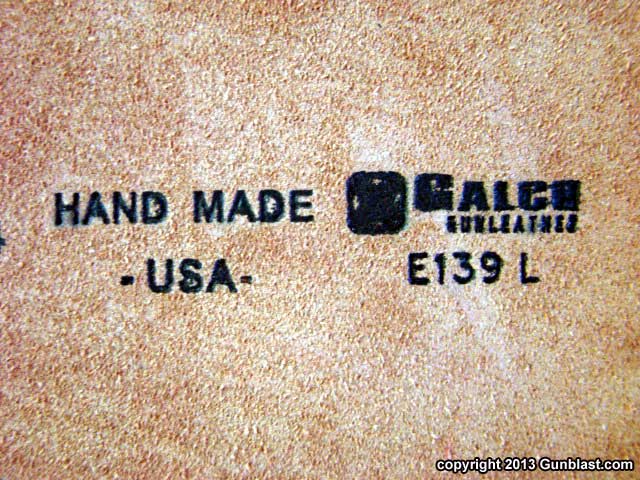 HAND MADE
-USA-
GALCO
GUNLEATHER
E139 L
copyright 2013 Gunblast.com